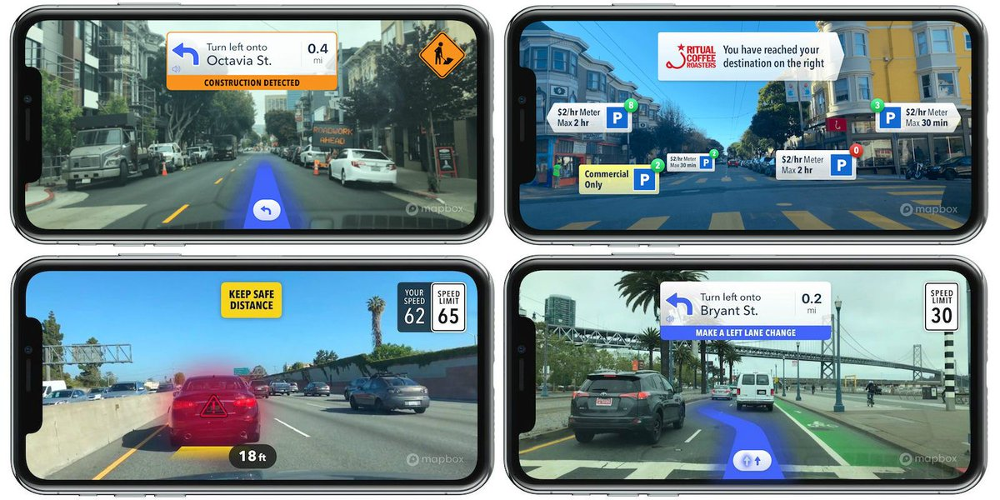 Turn left onto
Octavia St.
0.4
mi
CONSTRUCTION DETECTED
ROADWORK
AHEAD
mapbox
RITUAL
COFFEE
ROASTERS
You have reached your
destination on the right
$2/hr Meter
Max 2 hr
P
8
3
P
$2/hr Meter
Max 30 min
Commercial
Only
P
2
$2/hr Meter
Max 30 min
P
2
$2/hr Meter
Max 2 hr
P
0
mapbox
KEEP SAFE
DISTANCE
YOUR
SPEED
62
SPEED
LIMIT
65
18 ft
mapbox
Turn left onto
Bryant St.
0.2
mi
MAKE A LEFT LANE CHANGE
SPEED
LIMIT
30
mapbox